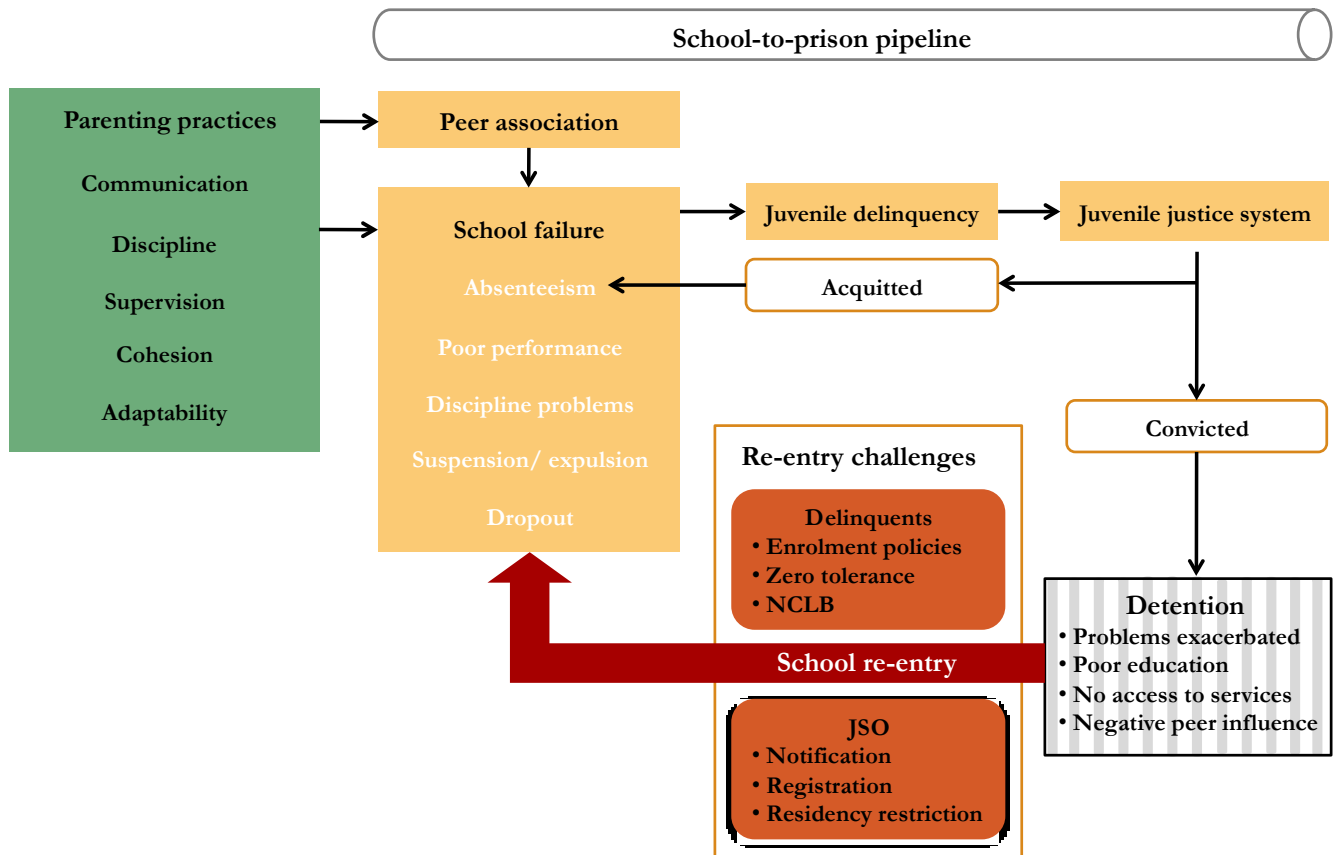 School-to-prison pipeline
Parenting practices
Communication
Discipline
Supervision
Cohesion
Adaptability
Peer association
School failure
Absenteeism
Poor performance
Discipline problems
Suspension/ expulsion
Dropout
Juvenile delinquency
Juvenile justice system
Acquitted
Convicted
Re-entry challenges
Delinquents
• Enrolment policies
• Zero tolerance
• NCLB
School re-entry
JSO
• Notification
• Registration
• Residency restriction
Detention
• Problems exacerbated
• Poor education
• No access to services
• Negative peer influence